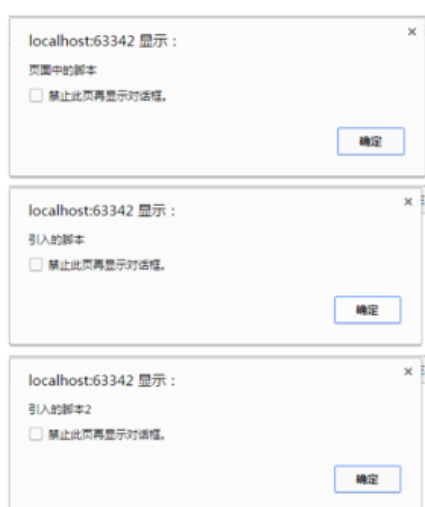 localhost:63342 显示：
×
页面中的脚本
禁止此页再显示对话框。
确定
localhost:63342 显示：
×
引入的脚本
禁止此页再显示对话框。
确定
localhost:63342 显示：
×
引入的脚本2
禁止此页再显示对话框。
确定